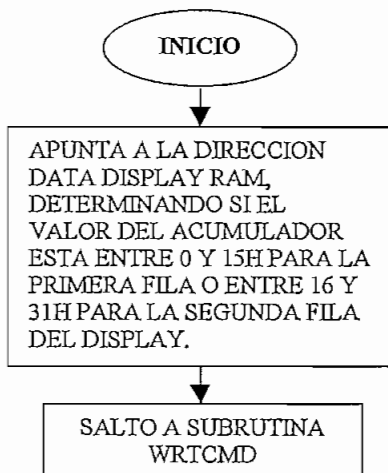 INICIO
APUNTA A LA DIRECCION
DATA DISPLAY RAM,
DETERMINANDO SI EL
VALOR DEL ACUMULADOR
ESTA ENTRE 0 Y 15H PARA LA
PRIMERA FILA O ENTRE 16 Y
31H PARA LA SEGUNDA FILA
DEL DISPLAY.
SALTO A SUBRUTINA
WRTCMD